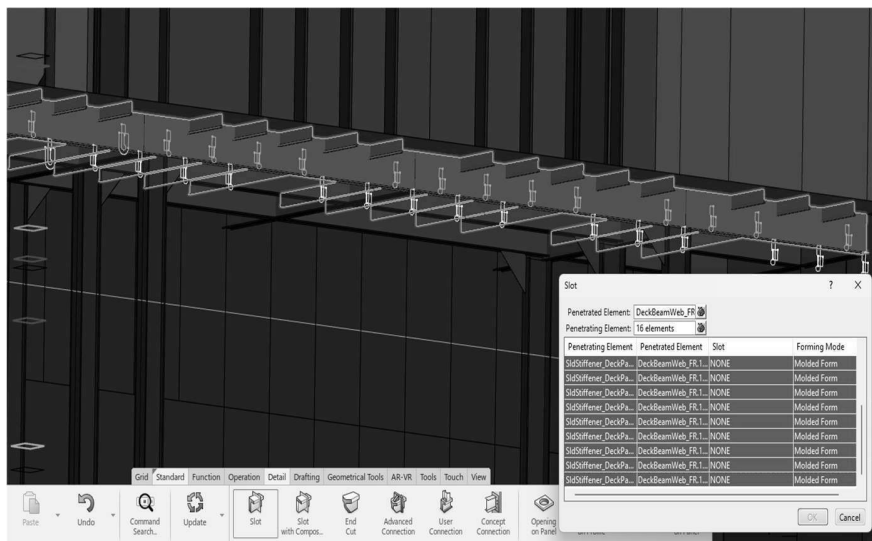 Slot ? X
Penetrated Element: DeckBeamWeb_FR
Penetrating Element: 16 elements
Penetrating Element Penetrated Element Slot Forming Mode
SldStiffener_DeckPa... DeckBeamWeb_FR.1... NONE Molded Form
SldStiffener_DeckPa... DeckBeamWeb_FR.1... NONE Molded Form
SldStiffener_DeckPa... DeckBeamWeb_FR.1... NONE Molded Form
SldStiffener_DeckPa... DeckBeamWeb_FR.1... NONE Molded Form
SldStiffener_DeckPa... DeckBeamWeb_FR.1... NONE Molded Form
SldStiffener_DeckPa... DeckBeamWeb_FR.1... NONE Molded Form
SldStiffener_DeckPa... DeckBeamWeb_FR.1... NONE Molded Form
SldStiffener_DeckPa... DeckBeamWeb_FR.1... NONE Molded Form
SldStiffener_DeckPa... DeckBeamWeb_FR.1... NONE Molded Form
OK Cancel
Grid Standard Function Operation Detail Drafting Geometrical Tools AR-VR Tools Touch View
Paste Undo Command Update Slot Slot End Advanced User Concept Opening
Search... with Compos... Cut Connection Connection Connection on Panel